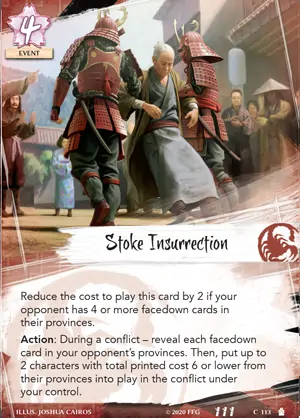 4
EVENT
Stoke Insurrection
Reduce the cost to play this card by 2 if your
opponent has 4 or more facedown cards in
their provinces.
Action: During a conflict – reveal each facedown
card in your opponent's provinces. Then, put up to
2 characters with total printed cost 6 or lower from
their provinces into play in the conflict under
your control.
ILLUS. JOSHUA CAIROS © 2020 FFG 111 C 113